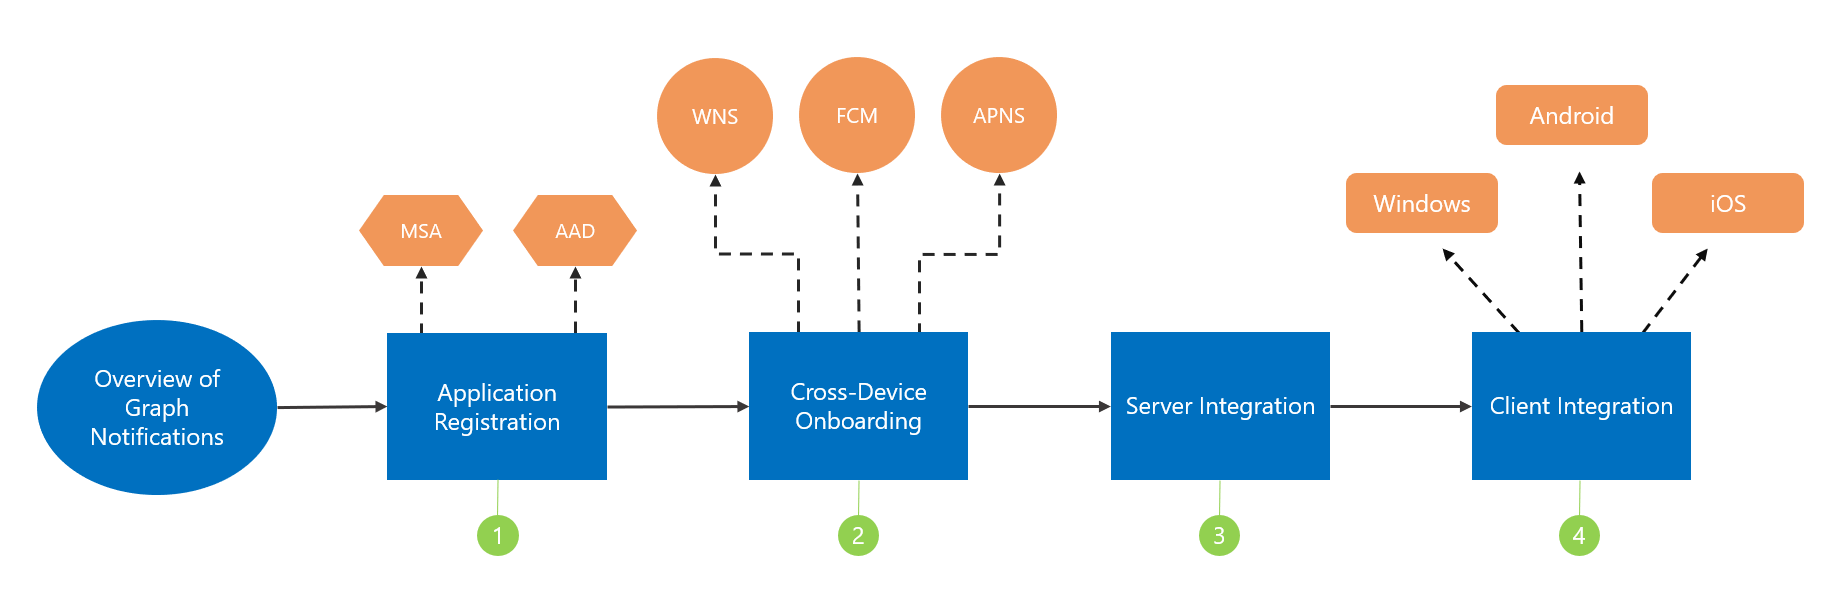 WNS
FCM
APNS
Android
Windows
iOS
MSA
AAD
Overview of
Graph
Notifications
Application
Registration
Cross-Device
Onboarding
Server Integration
Client Integration
1
2
3
4